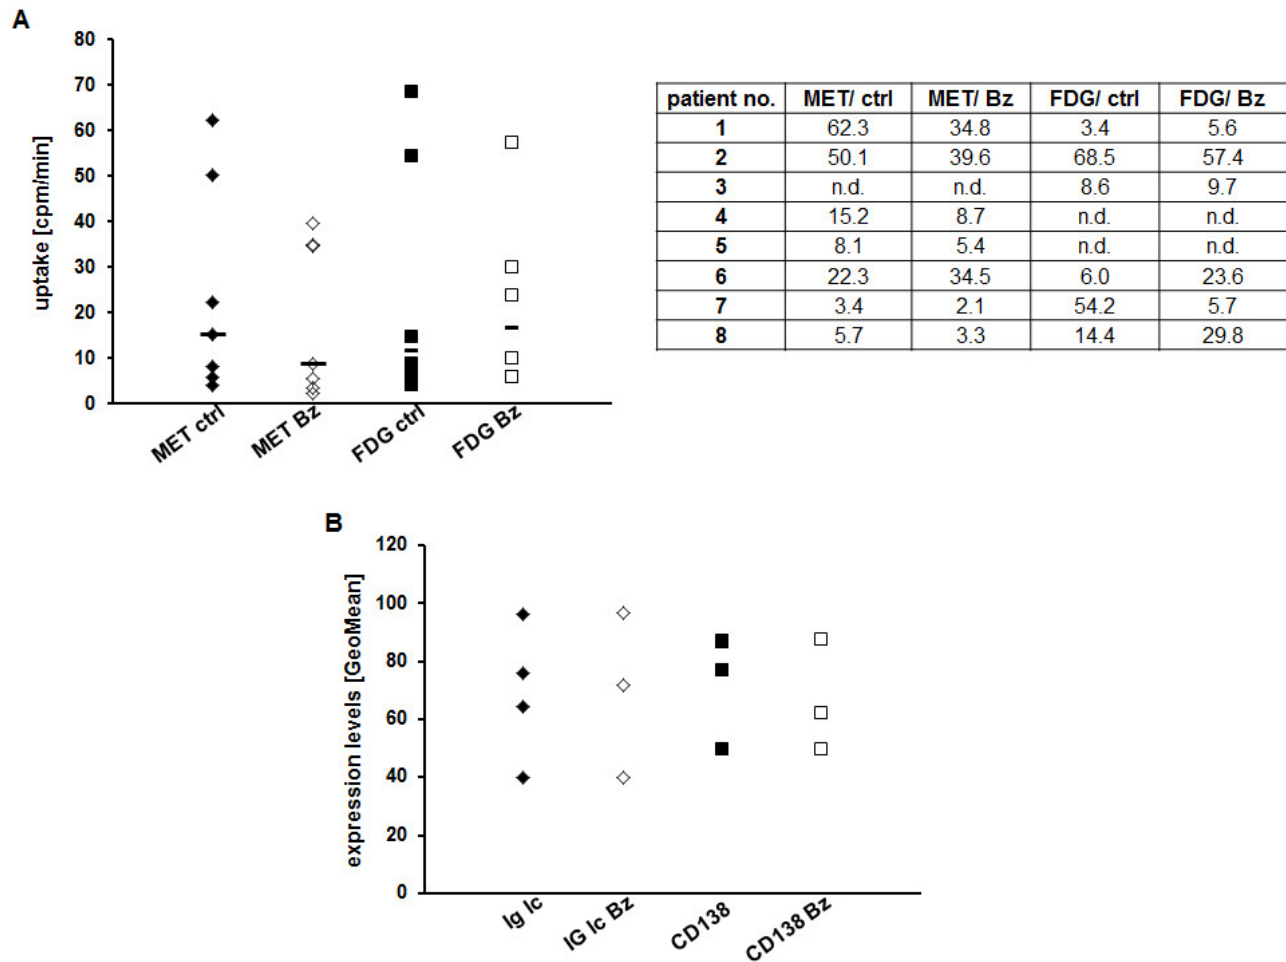 A
80
70
60
50
40
30
20
10
0
uptake [cpm/min]
MET ctrl
MET Bz
FDG ctrl
FDG Bz
patient no. MET/ ctrl MET/ Bz FDG/ ctrl FDG/ Bz
1 62.3 34.8 3.4 5.6
2 50.1 39.6 68.5 57.4
3 n.d. n.d. 8.6 9.7
4 15.2 8.7 n.d. n.d.
5 8.1 5.4 n.d. n.d.
6 22.3 34.5 6.0 23.6
7 3.4 2.1 54.2 5.7
8 5.7 3.3 14.4 29.8
B
120
100
80
60
40
20
0
expression levels [GeoMean]
Ig lc
IG lc Bz
CD138
CD138 Bz